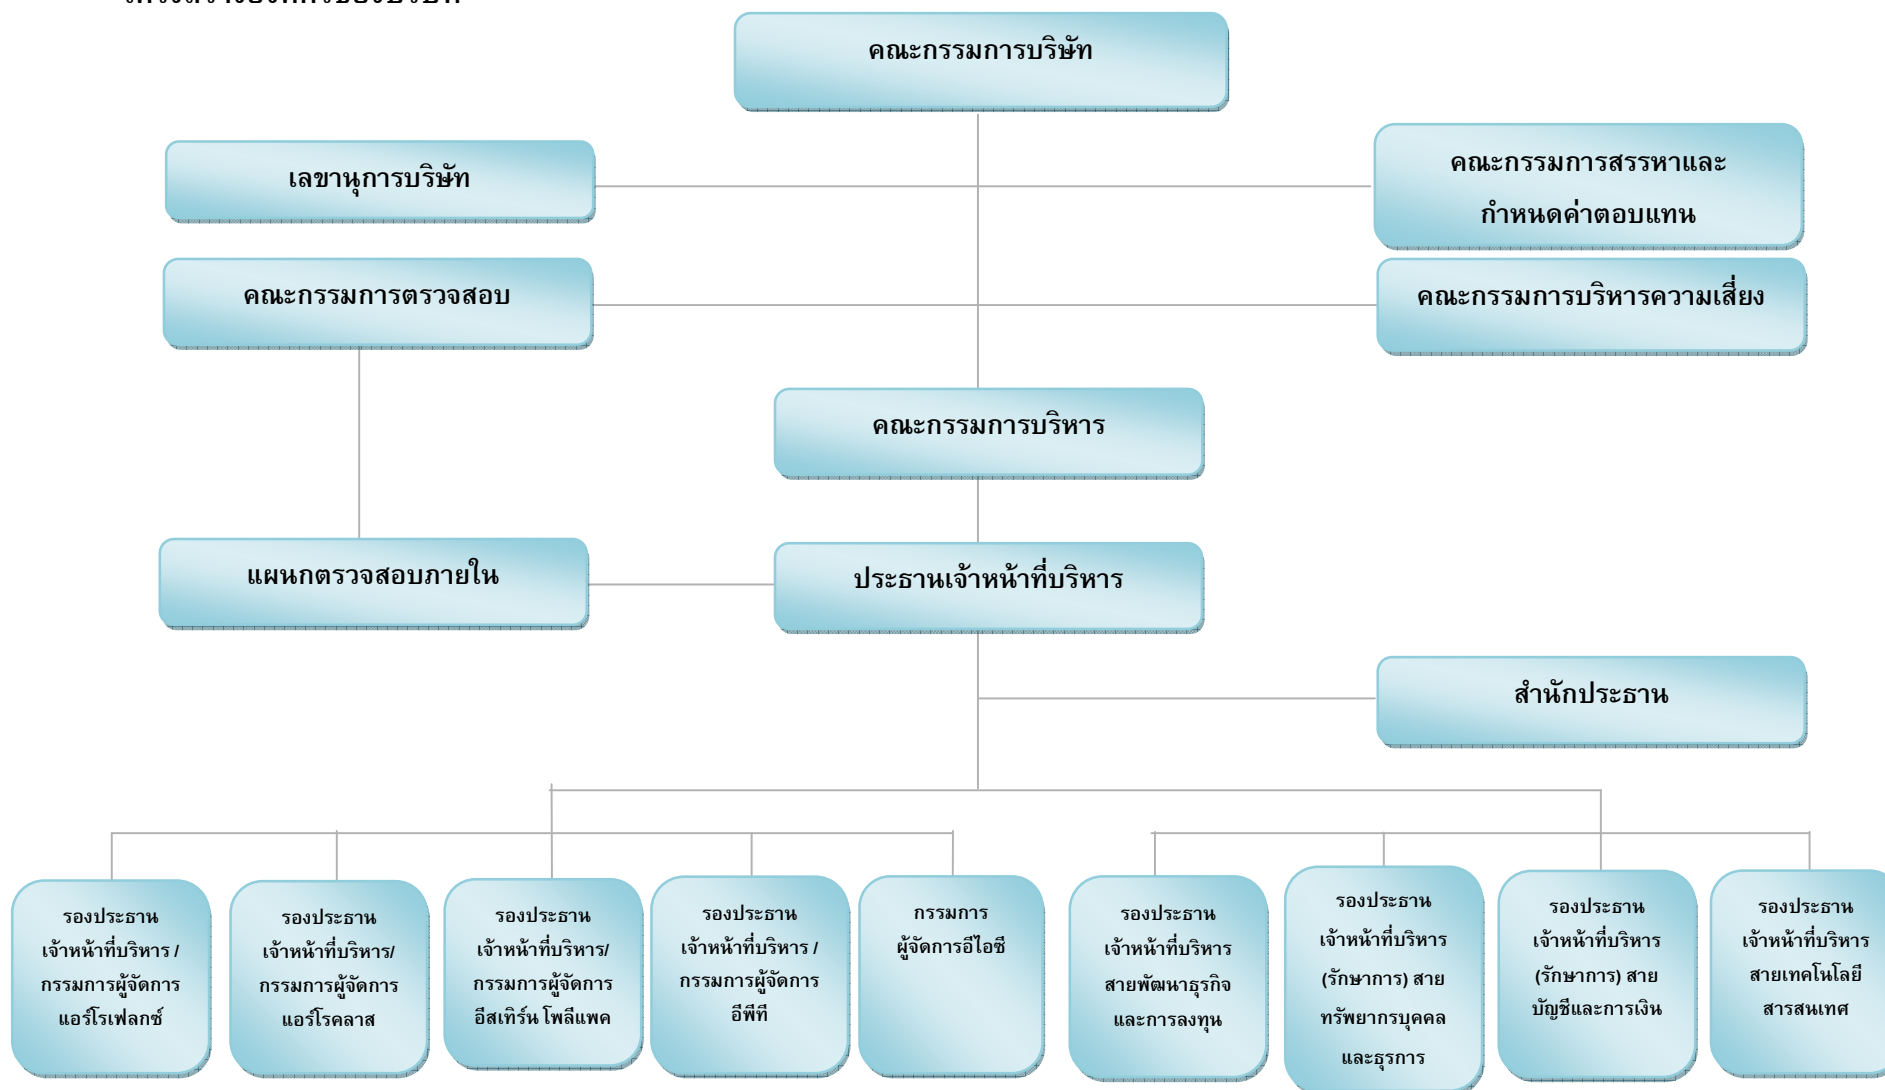 โครงสร้างองค์กรของบริษัท
คณะกรรมการบริษัท
เลขานุการบริษัท
คณะกรรมการสรรหาและ
กำหนดค่าตอบแทน
คณะกรรมการตรวจสอบ
คณะกรรมการบริหารความเสี่ยง
คณะกรรมการบริหาร
แผนกตรวจสอบภายใน
ประธานเจ้าหน้าที่บริหาร
สำนักประธาน
รองประธาน
เจ้าหน้าที่บริหาร /
กรรมการผู้จัดการ
แอร์โรเฟลกซ์
รองประธาน
เจ้าหน้าที่บริหาร/
กรรมการผู้จัดการ
แอร์โรคลาส
รองประธาน
เจ้าหน้าที่บริหาร/
กรรมการผู้จัดการ
อีสเทิร์น โพลีแพค
รองประธาน
เจ้าหน้าที่บริหาร /
กรรมการผู้จัดการ
อีพีที
กรรมการ
ผู้จัดการอีไอซี
รองประธาน
เจ้าหน้าที่บริหาร
สายพัฒนาธุรกิจ
และการลงทุน
รองประธาน
เจ้าหน้าที่บริหาร
(รักษาการ) สาย
ทรัพยากรบุคคล
และธุรการ
รองประธาน
เจ้าหน้าที่บริหาร
(รักษาการ) สาย
บัญชีและการเงิน
รองประธาน
เจ้าหน้าที่บริหาร
สายเทคโนโลยี
สารสนเทศ